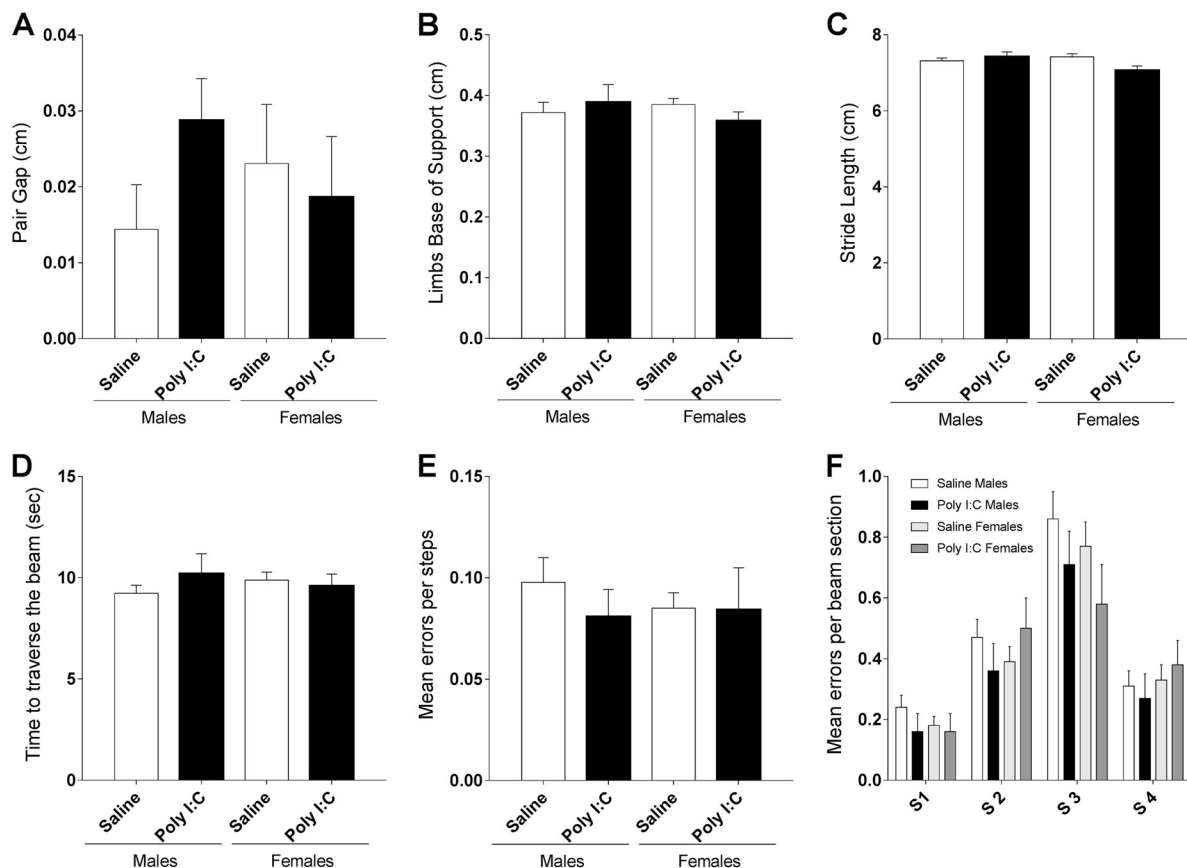 A
Pair Gap (cm)
0.04
0.03
0.02
0.01
0.00
Saline
Poly I:C
Saline
Poly I:C
Males
Females
B
Limbs Base of Support (cm)
0.5
0.4
0.3
0.2
0.1
0.0
Saline
Poly I:C
Saline
Poly I:C
Males
Females
C
Stride Length (cm)
8
6
4
2
0
Saline
Poly I:C
Saline
Poly I:C
Males
Females
D
Time to traverse the beam (sec)
15
10
5
0
Saline
Poly I:C
Saline
Poly I:C
Males
Females
E
Mean errors per steps
0.15
0.10
0.05
0.00
Saline
Poly I:C
Saline
Poly I:C
Males
Females
F
Mean errors per beam section
1.0
0.8
0.6
0.4
0.2
0.0
Saline Males
Poly I:C Males
Saline Females
Poly I:C Females
S1
S 2
S 3
S 4